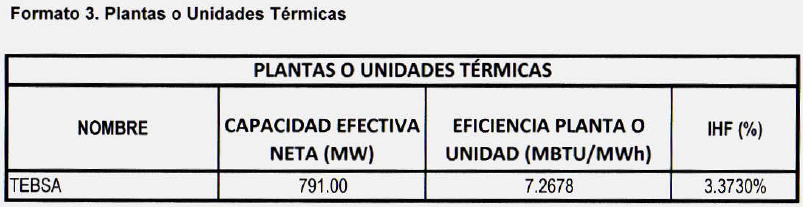 Formato 3. Plantas o Unidades Térmicas
PLANTAS O UNIDADES TÉRMICAS
NOMBRE
CAPACIDAD EFECTIVA
NETA (MW)
EFICIENCIA PLANTA O
UNIDAD (MBTU/MWh)
IHF (%)
TEBSA 791.00 7.2678 3.3730%